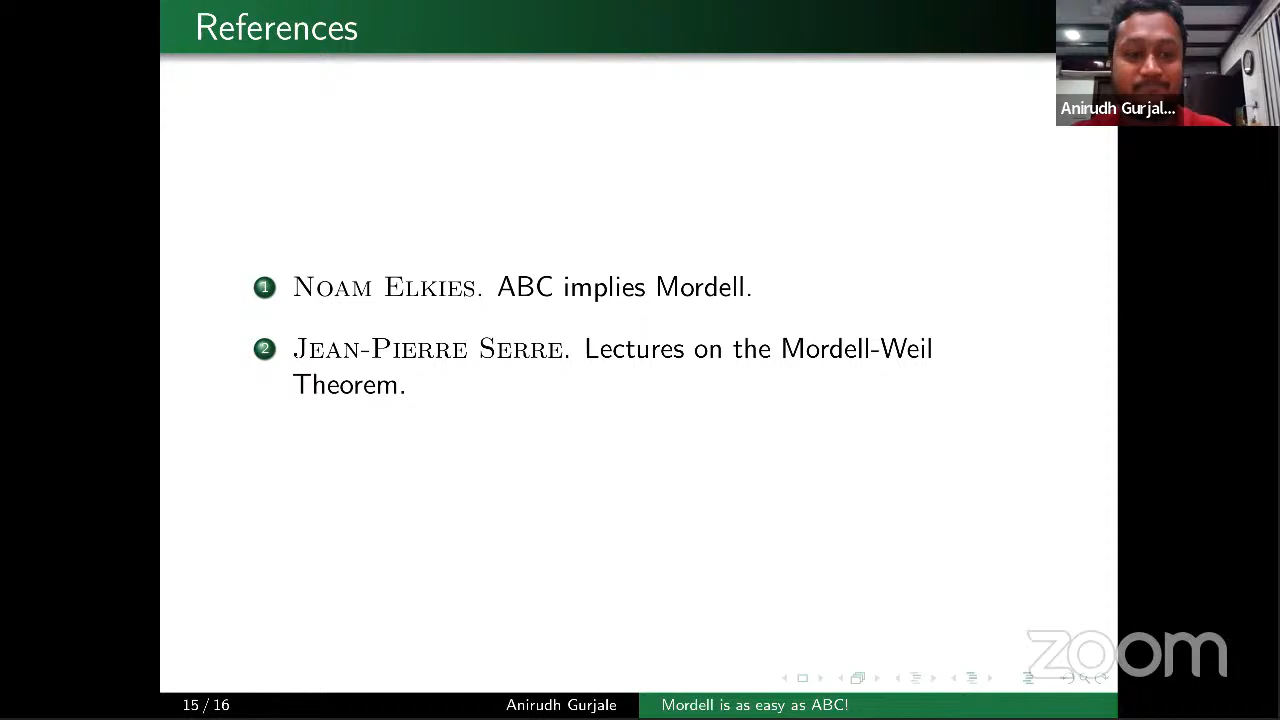 References
Anirudh Gurjal...
1 NOAM ELKIES. ABC implies Mordell.
2 JEAN-PIERRE SERRE. Lectures on the Mordell-Weil
Theorem.
zoom
15 / 16 Anirudh Gurjale Mordell is as easy as ABC!